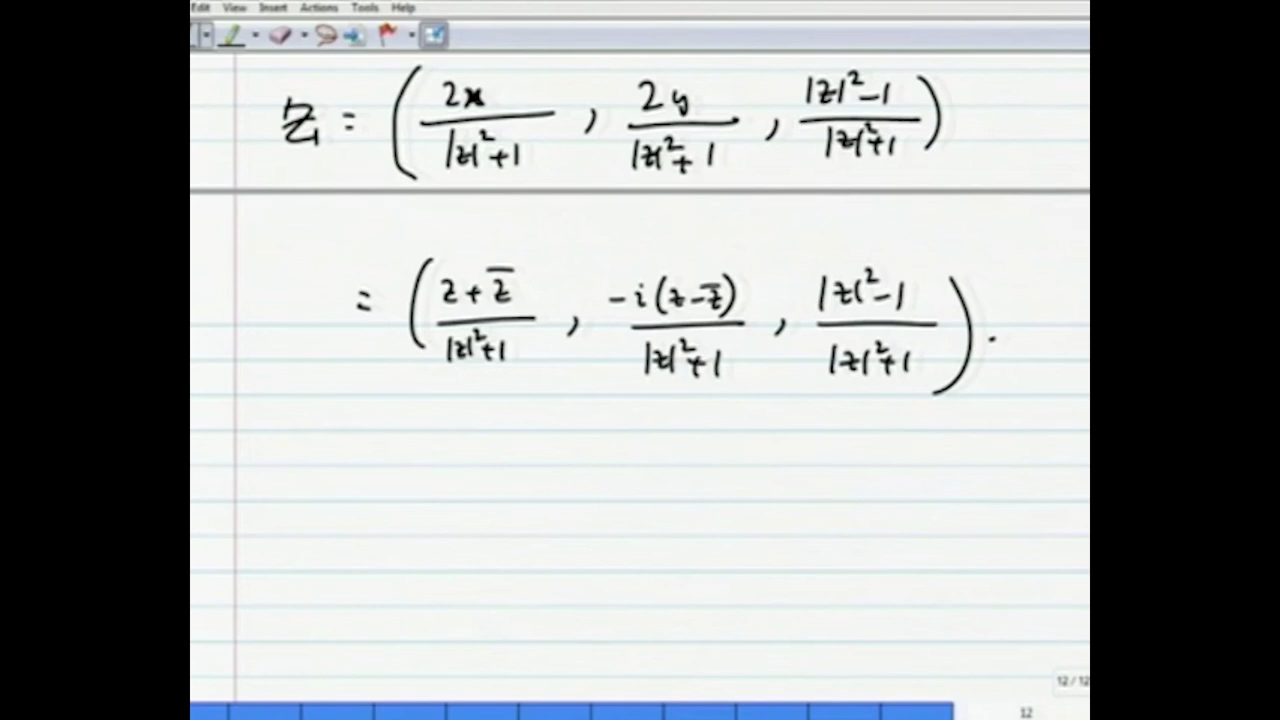 Edit View Insert Actions Tools Help
Z = ( 2x / |z|²+1 , 2y / |z|²+1 , |z|²-1 / |z|²+1 )
= ( z + z̅ / |z|²+1 , -i(z-z̅) / |z|²+1 , |z|²-1 / |z|²+1 ) .
12 / 12
12